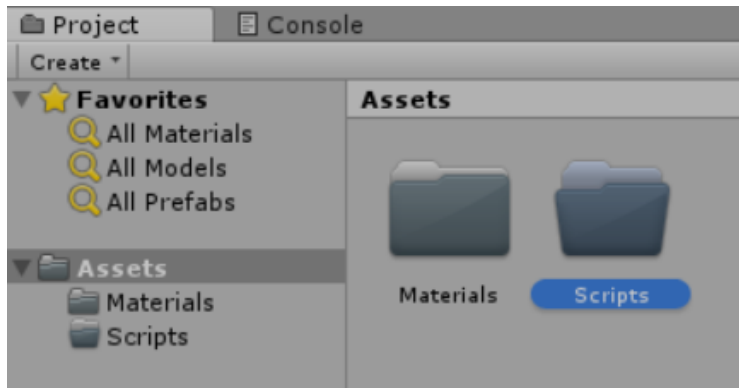 Project
Console
Create
Favorites
Assets
All Materials
All Models
All Prefabs
Assets
Materials
Scripts
Materials
Scripts